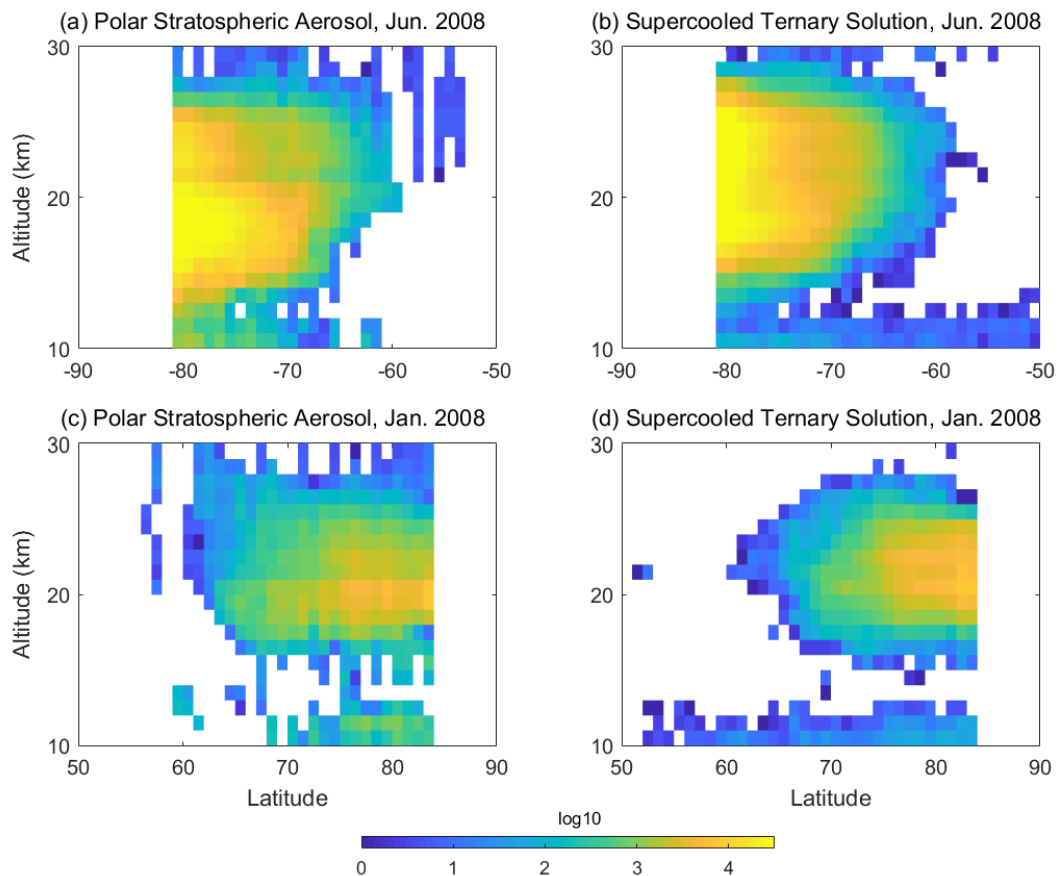 (a) Polar Stratospheric Aerosol, Jun. 2008
(b) Supercooled Ternary Solution, Jun. 2008
30
20
10
Altitude (km)
-90 -80 -70 -60 -50
30
20
10
-90 -80 -70 -60 -50
(c) Polar Stratospheric Aerosol, Jan. 2008
(d) Supercooled Ternary Solution, Jan. 2008
30
20
10
Altitude (km)
50 60 70 80 90
Latitude
30
20
10
50 60 70 80 90
Latitude
log10
0 1 2 3 4